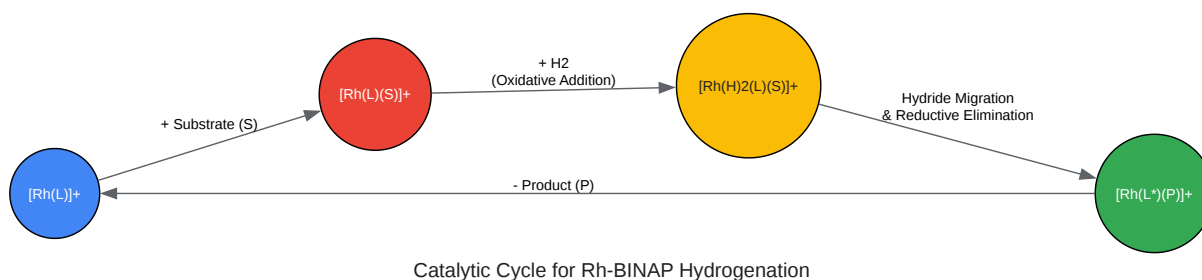 + H2
(Oxidative Addition)
[Rh(L)(S)]+
[Rh(H)2(L)(S)]+
Hydride Migration
& Reductive Elimination
+ Substrate (S)
[Rh(L)]+
- Product (P)
[Rh(L*)(P)]+
Catalytic Cycle for Rh-BINAP Hydrogenation